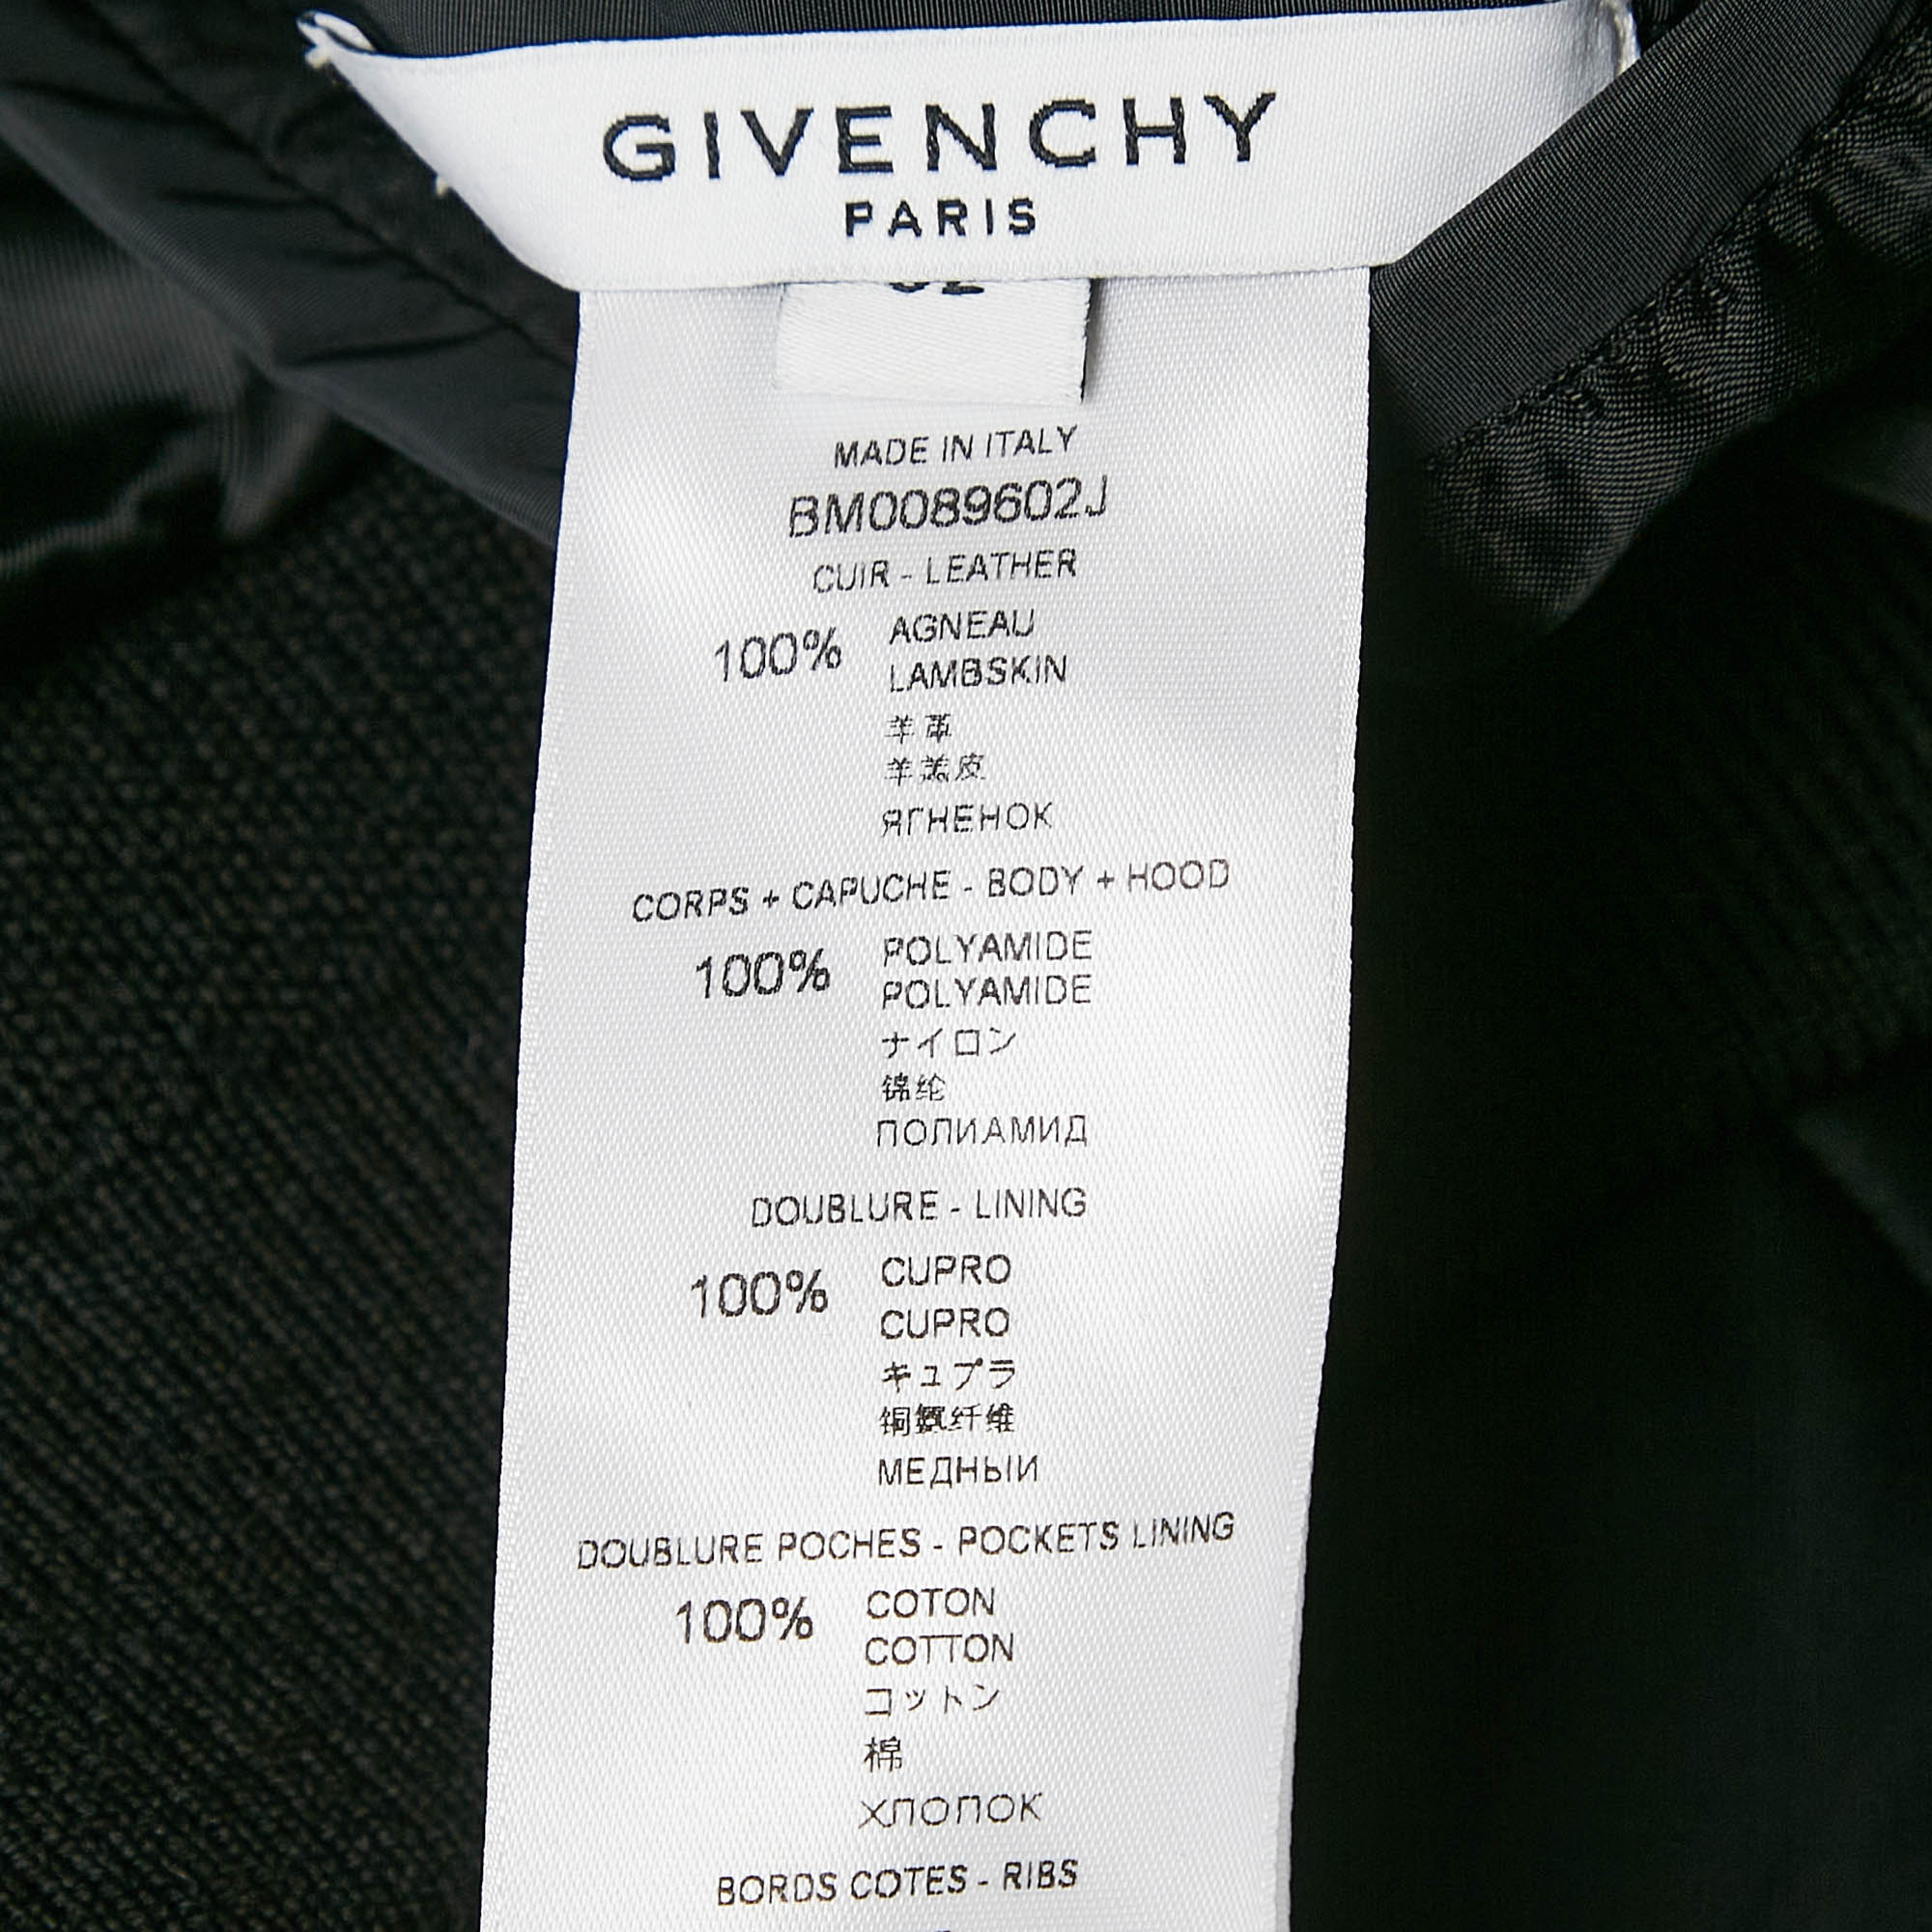 GIVENCHY
PARIS
MADE IN ITALY
BM0089602J
CUIR - LEATHER
100% AGNEAU
LAMBSKIN
羊革
羊羔皮
ЯГНЕНОК
CORPS + CAPUCHE - BODY + HOOD
100% POLYAMIDE
POLYAMIDE
ナイロン
锦纶
ПОЛИАМИД
DOUBLURE - LINING
100% CUPRO
CUPRO
キュプラ
铜氨纤维
МЕДНЫЙ
DOUBLURE POCHES - POCKETS LINING
100% COTON
COTTON
コットン
棉
ХЛОПОК
BORDS COTES - RIBS